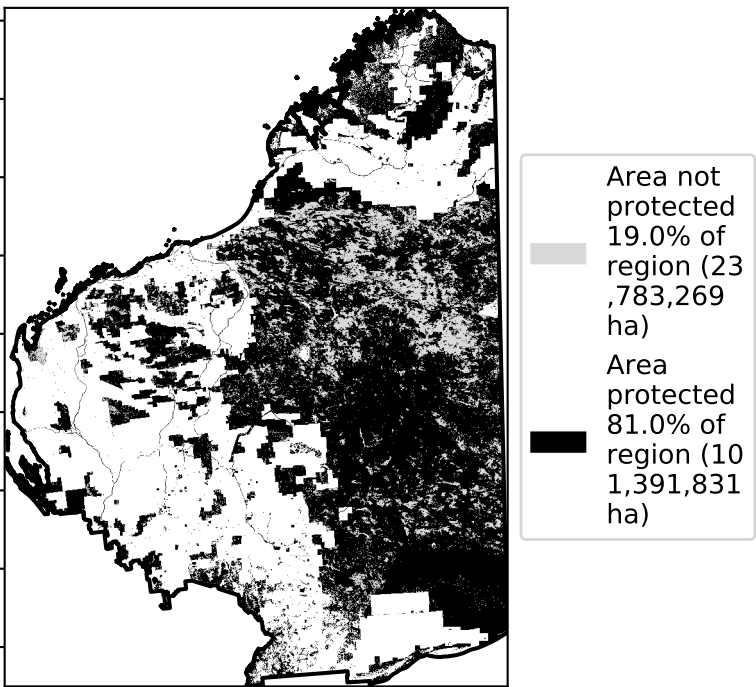 Area not
protected
19.0% of
region (23
,783,269
ha)
Area
protected
81.0% of
region (10
1,391,831
ha)